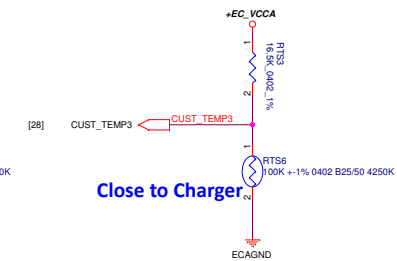 +EC_VCCA
1
RTS3
16.5K_0402_1%
2
[28]
CUST_TEMP3
CUST_TEMP3
1
RTS6
100K +-1% 0402 B25/50 4250K
0K
Close to Charger
2
ECAGND